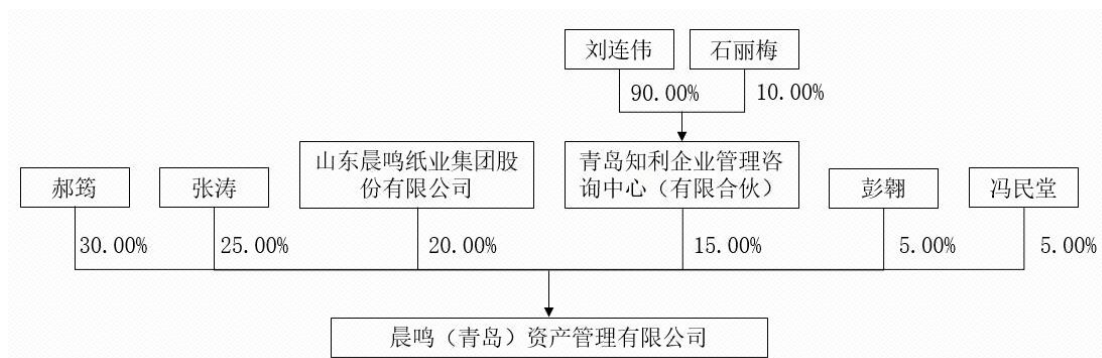 刘连伟
石丽梅
90.00%
10.00%
郝筠
张涛
山东晨鸣纸业集团股
份有限公司
青岛知利企业管理咨
询中心（有限合伙）
彭翱
冯民堂
30.00%
25.00%
20.00%
15.00%
5.00%
5.00%
晨鸣（青岛）资产管理有限公司